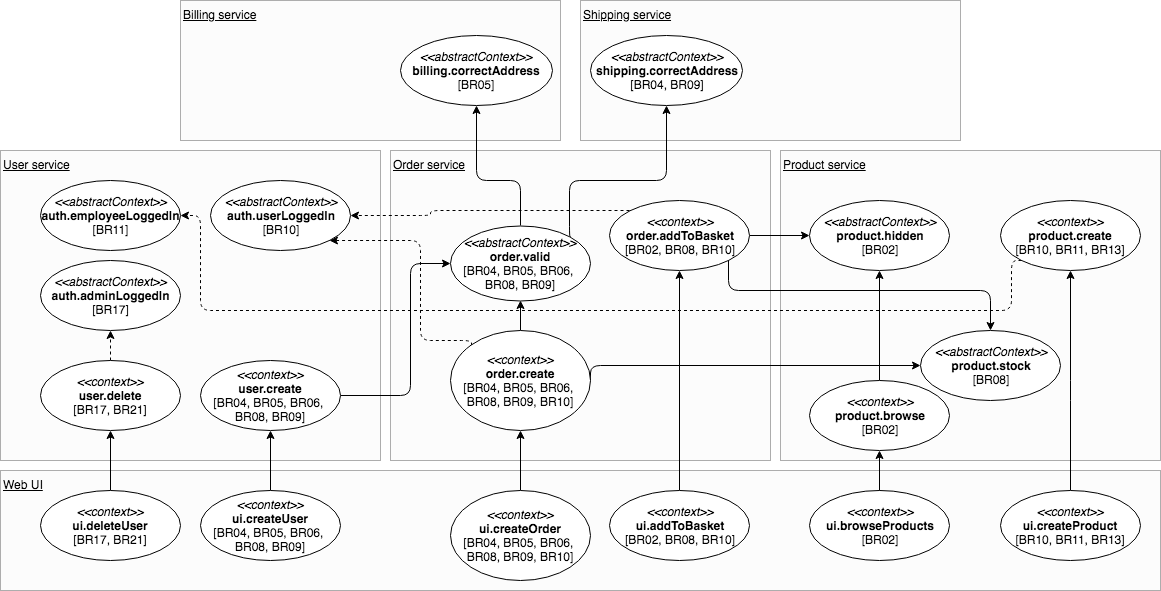 Billing service
<<abstractContext>>
billing.correctAddress
[BR05]
Shipping service
<<abstractContext>>
shipping.correctAddress
[BR04, BR09]
User service
<<abstractContext>>
auth.employeeLoggedIn
[BR11]
<<abstractContext>>
auth.userLoggedIn
[BR10]
<<abstractContext>>
auth.adminLoggedIn
[BR17]
<<context>>
user.delete
[BR17, BR21]
<<context>>
user.create
[BR04, BR05, BR06,
BR08, BR09]
Order service
<<abstractContext>>
order.valid
[BR04, BR05, BR06,
BR08, BR09]
<<context>>
order.addToBasket
[BR02, BR08, BR10]
<<context>>
order.create
[BR04, BR05, BR06,
BR08, BR09, BR10]
Product service
<<abstractContext>>
product.hidden
[BR02]
<<context>>
product.create
[BR10, BR11, BR13]
<<abstractContext>>
product.stock
[BR08]
<<context>>
product.browse
[BR02]
Web UI
<<context>>
ui.deleteUser
[BR17, BR21]
<<context>>
ui.createUser
[BR04, BR05, BR06,
BR08, BR09]
<<context>>
ui.createOrder
[BR04, BR05, BR06,
BR08, BR09, BR10]
<<context>>
ui.addToBasket
[BR02, BR08, BR10]
<<context>>
ui.browseProducts
[BR02]
<<context>>
ui.createProduct
[BR10, BR11, BR13]